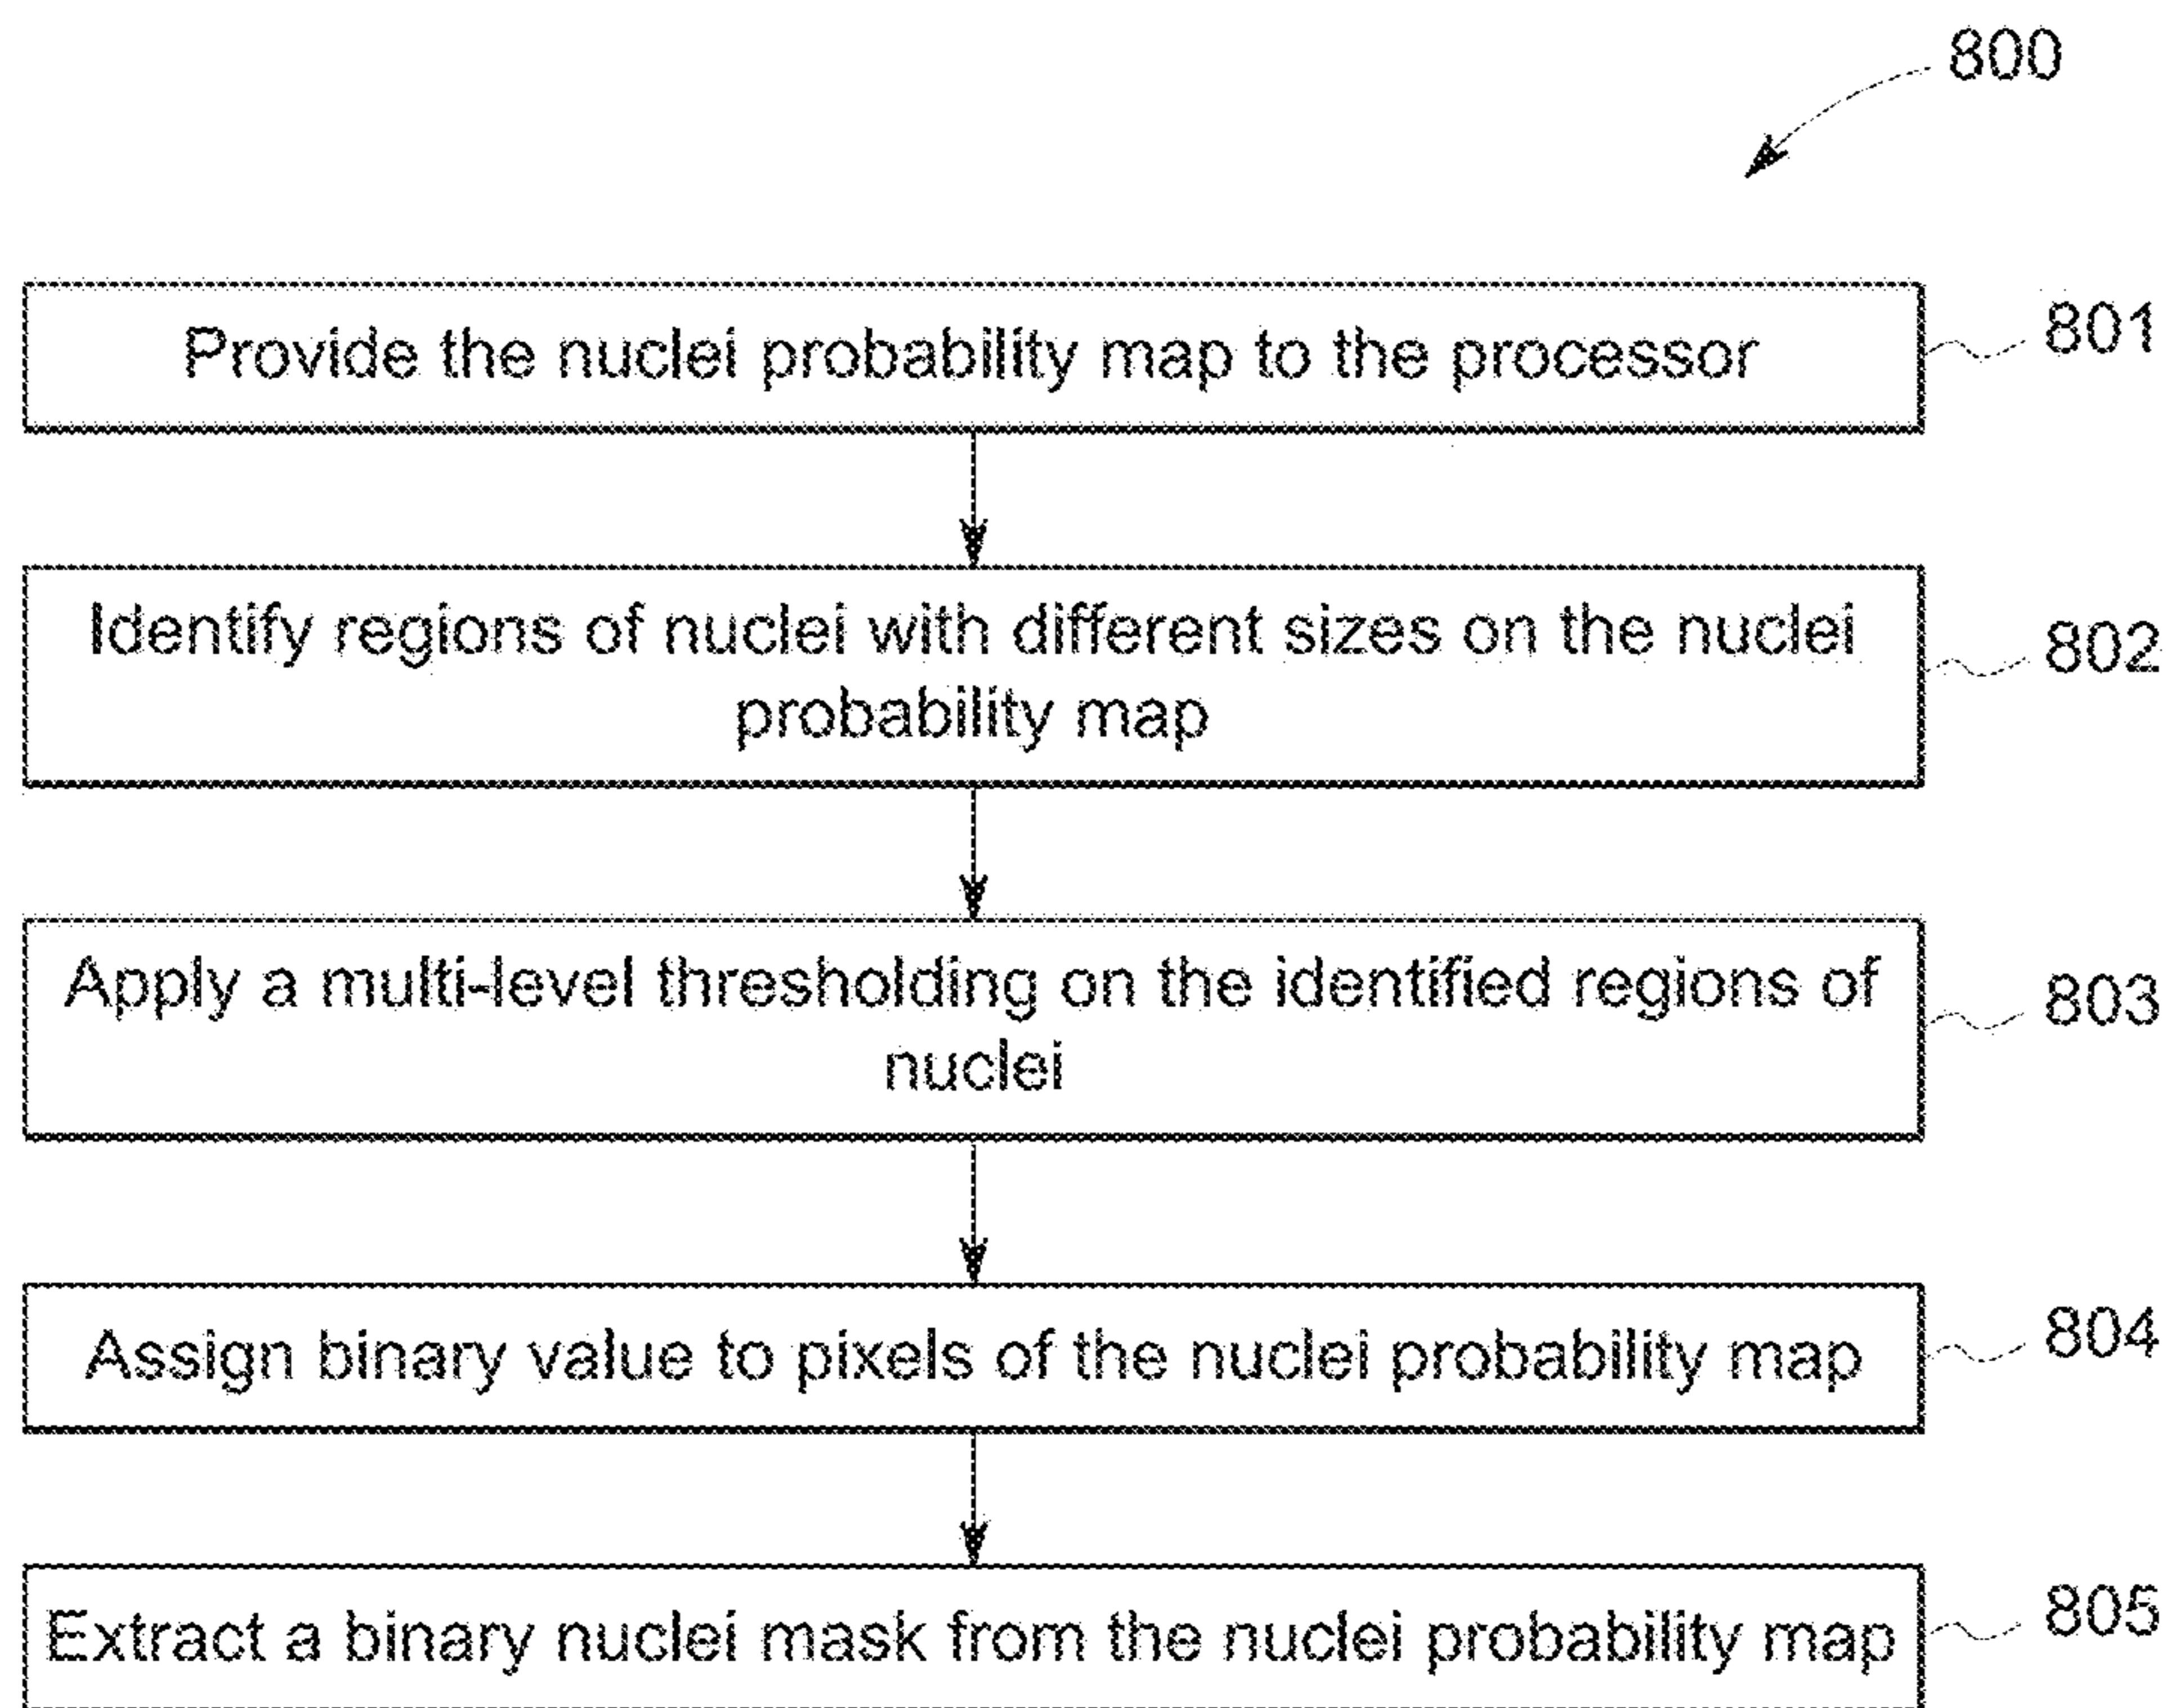 800
Provide the nuclei probability map to the processor
801
Identify regions of nuclei with different sizes on the nuclei
probability map
802
Apply a multi-level thresholding on the identified regions of
nuclei
803
Assign binary value to pixels of the nuclei probability map
804
Extract a binary nuclei mask from the nuclei probability map
805